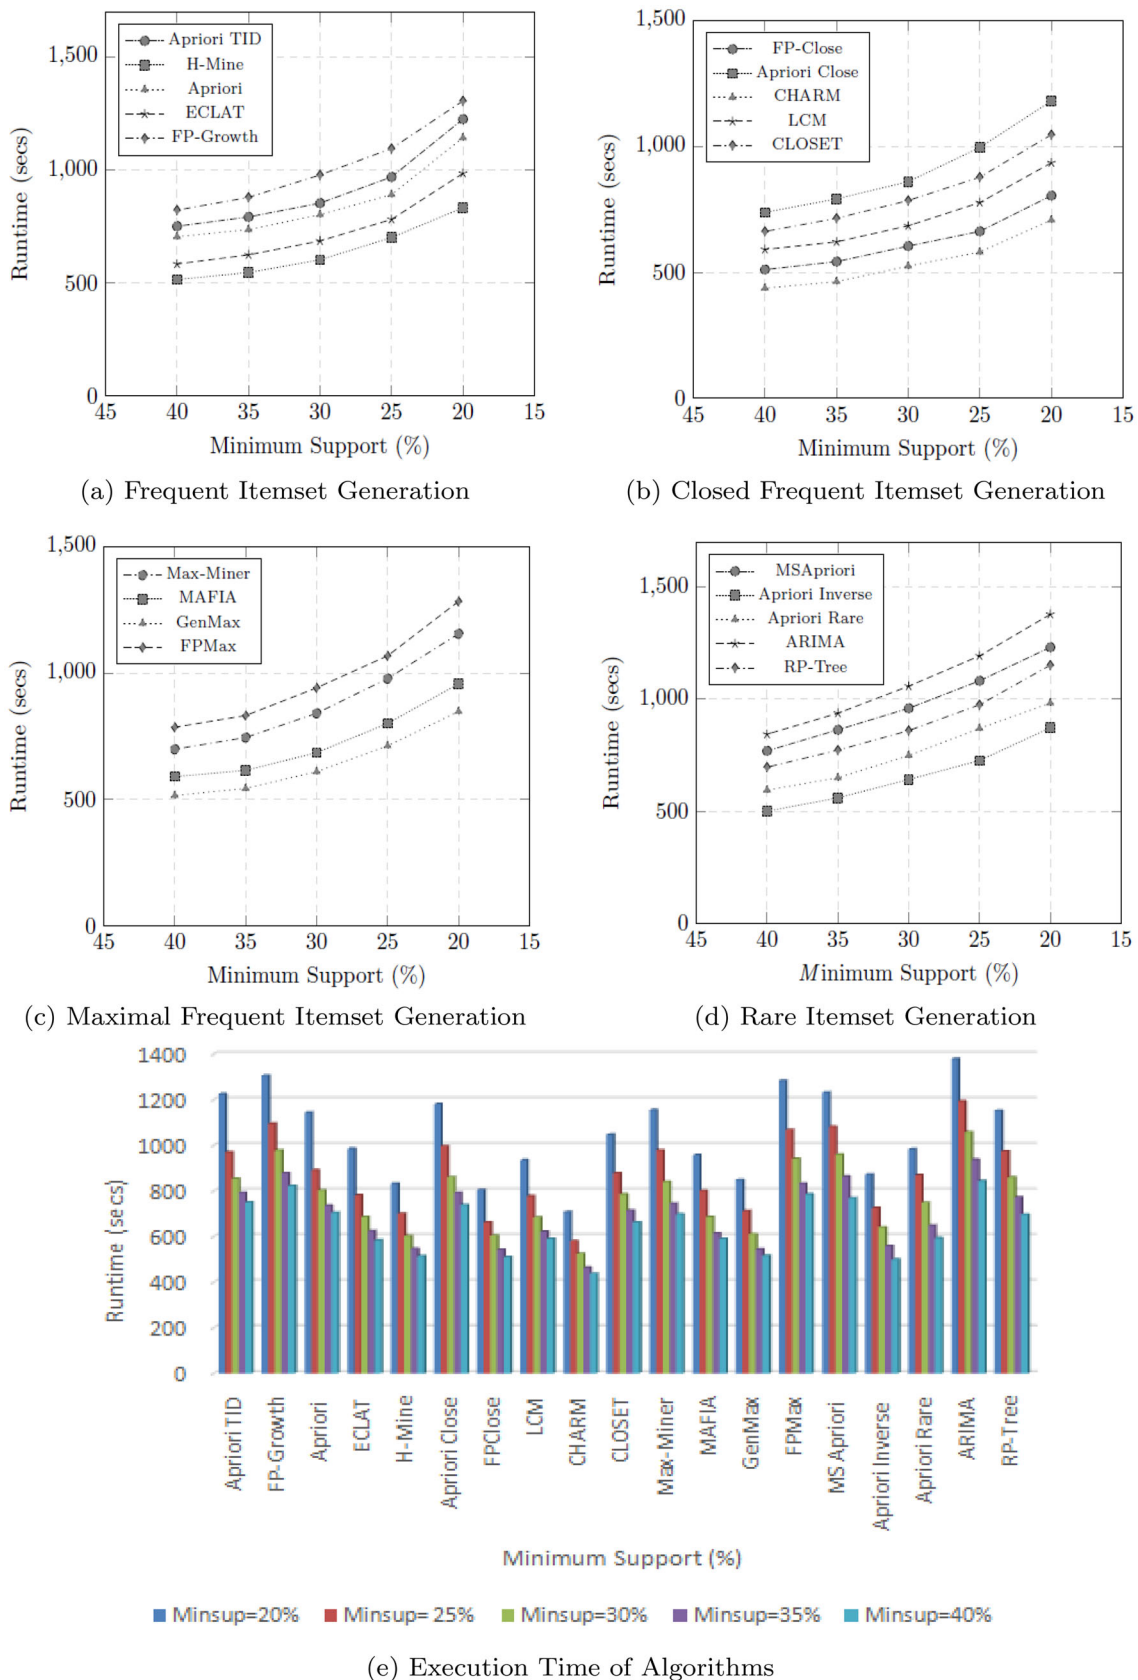 Apriori TID
H-Mine
Apriori
ECLAT
FP-Growth
1,500
1,000
500
0
Runtime (secs)
45 40 35 30 25 20 15
Minimum Support (%)
(a) Frequent Itemset Generation
FP-Close
Apriori Close
CHARM
LCM
CLOSET
1,500
1,000
500
0
Runtime (secs)
45 40 35 30 25 20 15
Minimum Support (%)
(b) Closed Frequent Itemset Generation
Max-Miner
MAFIA
GenMax
FPMax
1,500
1,000
500
0
Runtime (secs)
45 40 35 30 25 20 15
Minimum Support (%)
(c) Maximal Frequent Itemset Generation
MSApriori
Apriori Inverse
Apriori Rare
ARIMA
RP-Tree
1,500
1,000
500
0
Runtime (secs)
45 40 35 30 25 20 15
Minimum Support (%)
(d) Rare Itemset Generation
1400
1200
1000
800
600
400
200
0
Runtime (secs)
Apriori TID
FP-Growth
Apriori
ECLAT
H-Mine
Apriori Close
FPClose
LCM
CHARM
CLOSET
Max-Miner
MAFIA
GenMax
FPMax
MS Apriori
Apriori Inverse
Apriori Rare
ARIMA
RP-Tree
Minimum Support (%)
Minsup=20% Minsup= 25% Minsup=30% Minsup=35% Minsup=40%
(e) Execution Time of Algorithms